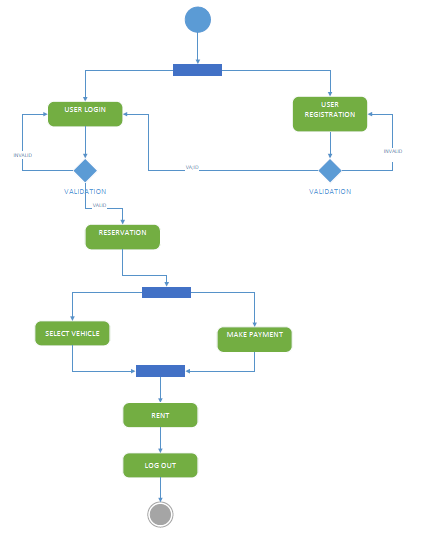 USER LOGIN
USER
REGISTRATION
INVALID
INVALID
VALID
VALIDATION
VALIDATION
VALID
RESERVATION
SELECT VEHICLE
MAKE PAYMENT
RENT
LOG OUT